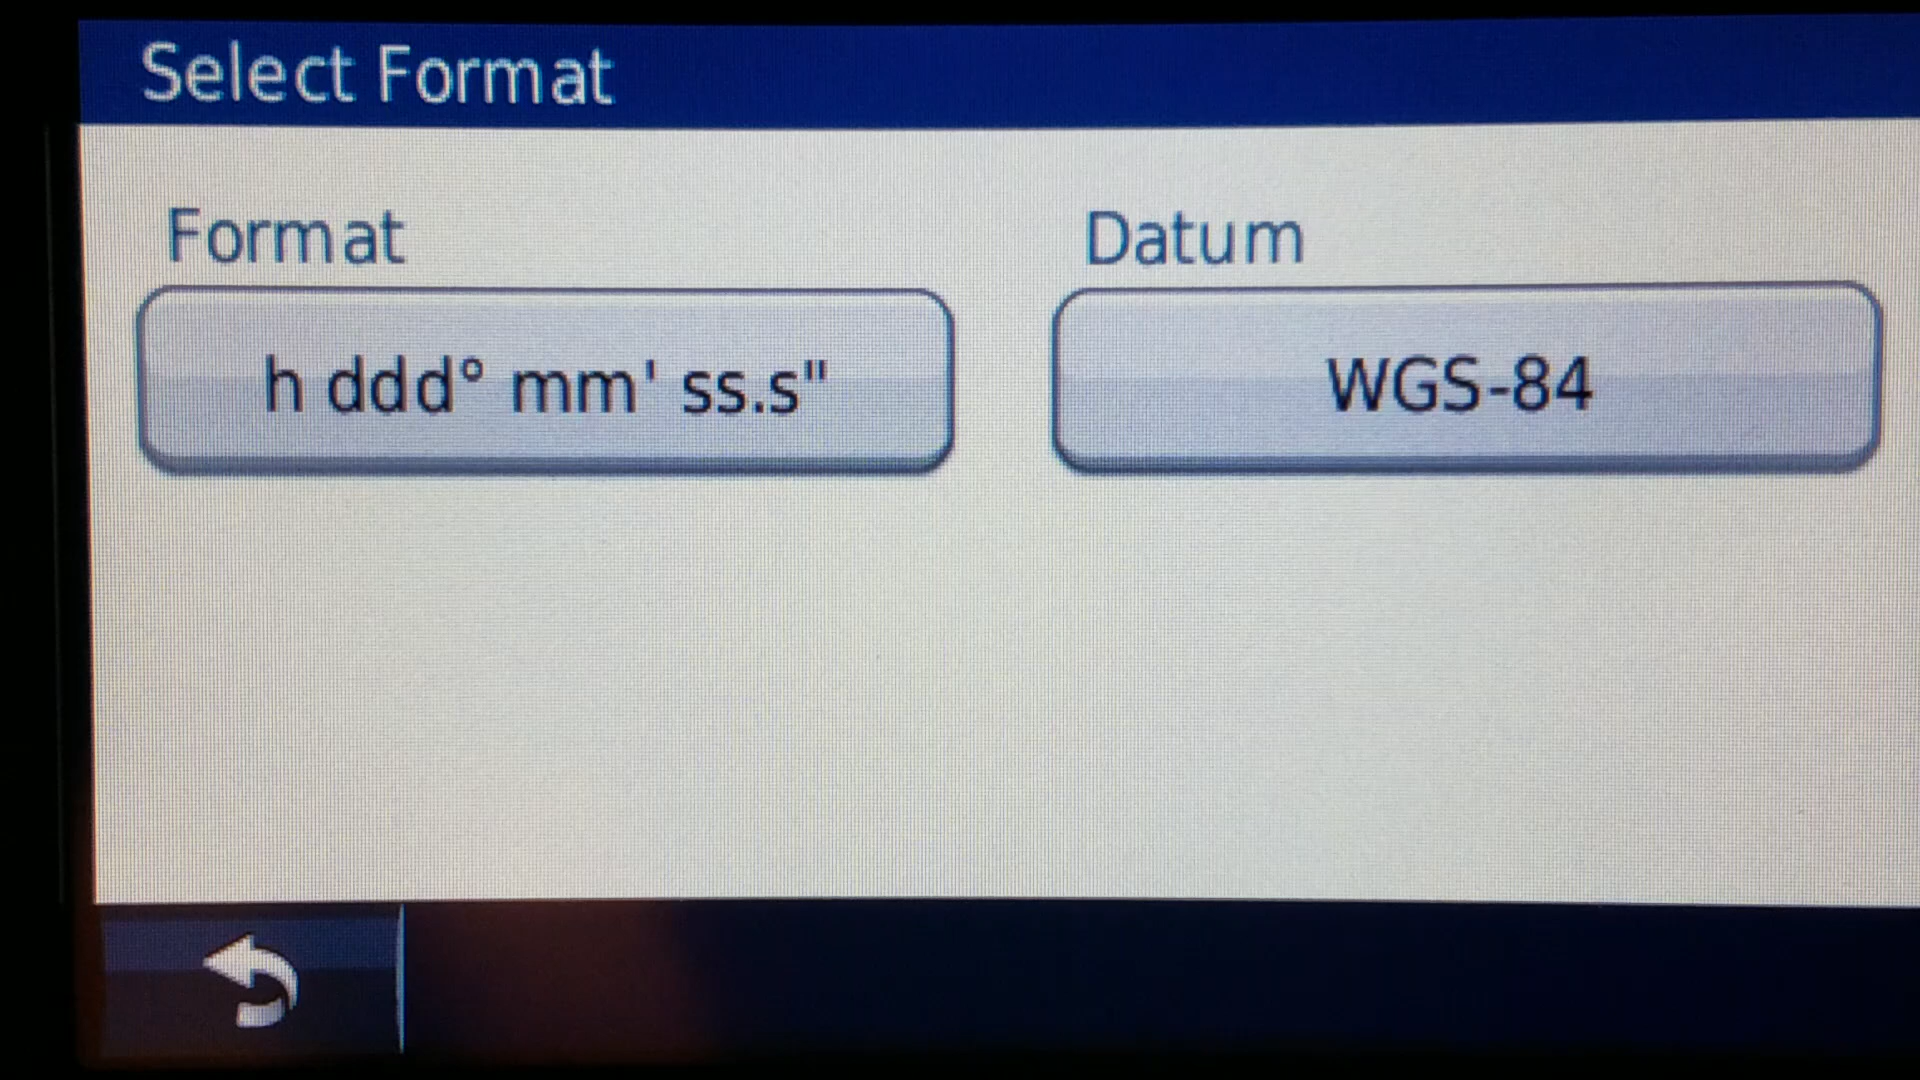 Select Format
Format
Datum
h ddd° mm' ss.s"
WGS-84